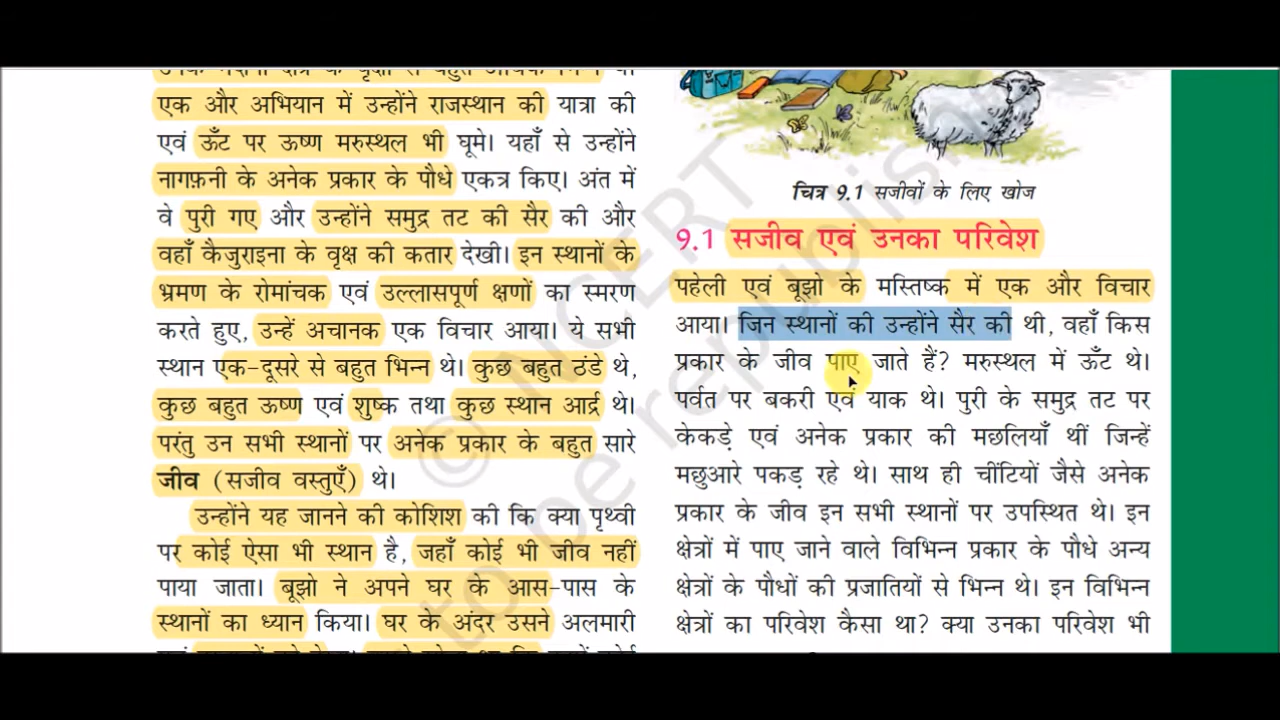 एक और अभियान में उन्होंने राजस्थान की यात्रा की
एवं ऊँट पर ऊष्ण मरुस्थल भी घूमे। यहाँ से उन्होंने
नागफ़नी के अनेक प्रकार के पौधे एकत्र किए। अंत में
वे पुरी गए और उन्होंने समुद्र तट की सैर की और
वहाँ कैजुराइना के वृक्ष की कतार देखी। इन स्थानों के
भ्रमण के रोमांचक एवं उल्लासपूर्ण क्षणों का स्मरण
करते हुए, उन्हें अचानक एक विचार आया। ये सभी
स्थान एक-दूसरे से बहुत भिन्न थे। कुछ बहुत ठंडे थे,
कुछ बहुत ऊष्ण एवं शुष्क तथा कुछ स्थान आर्द्र थे।
परंतु उन सभी स्थानों पर अनेक प्रकार के बहुत सारे
जीव (सजीव वस्तुएँ) थे।
उन्होंने यह जानने की कोशिश की कि क्या पृथ्वी
पर कोई ऐसा भी स्थान है, जहाँ कोई भी जीव नहीं
पाया जाता। बूझो ने अपने घर के आस-पास के
स्थानों का ध्यान किया। घर के अंदर उसने अलमारी
चित्र 9.1 सजीवों के लिए खोज
9.1 सजीव एवं उनका परिवेश
पहेली एवं बूझो के मस्तिष्क में एक और विचार
आया। जिन स्थानों की उन्होंने सैर की थी, वहाँ किस
प्रकार के जीव पाए जाते हैं? मरुस्थल में ऊँट थे।
पर्वत पर बकरी एवं याक थे। पुरी के समुद्र तट पर
केकड़े एवं अनेक प्रकार की मछलियाँ थीं जिन्हें
मछुआरे पकड़ रहे थे। साथ ही चींटियों जैसे अनेक
प्रकार के जीव इन सभी स्थानों पर उपस्थित थे। इन
क्षेत्रों में पाए जाने वाले विभिन्न प्रकार के पौधे अन्य
क्षेत्रों के पौधों की प्रजातियों से भिन्न थे। इन विभिन्न
क्षेत्रों का परिवेश कैसा था? क्या उनका परिवेश भी
© NCERT
to be republis